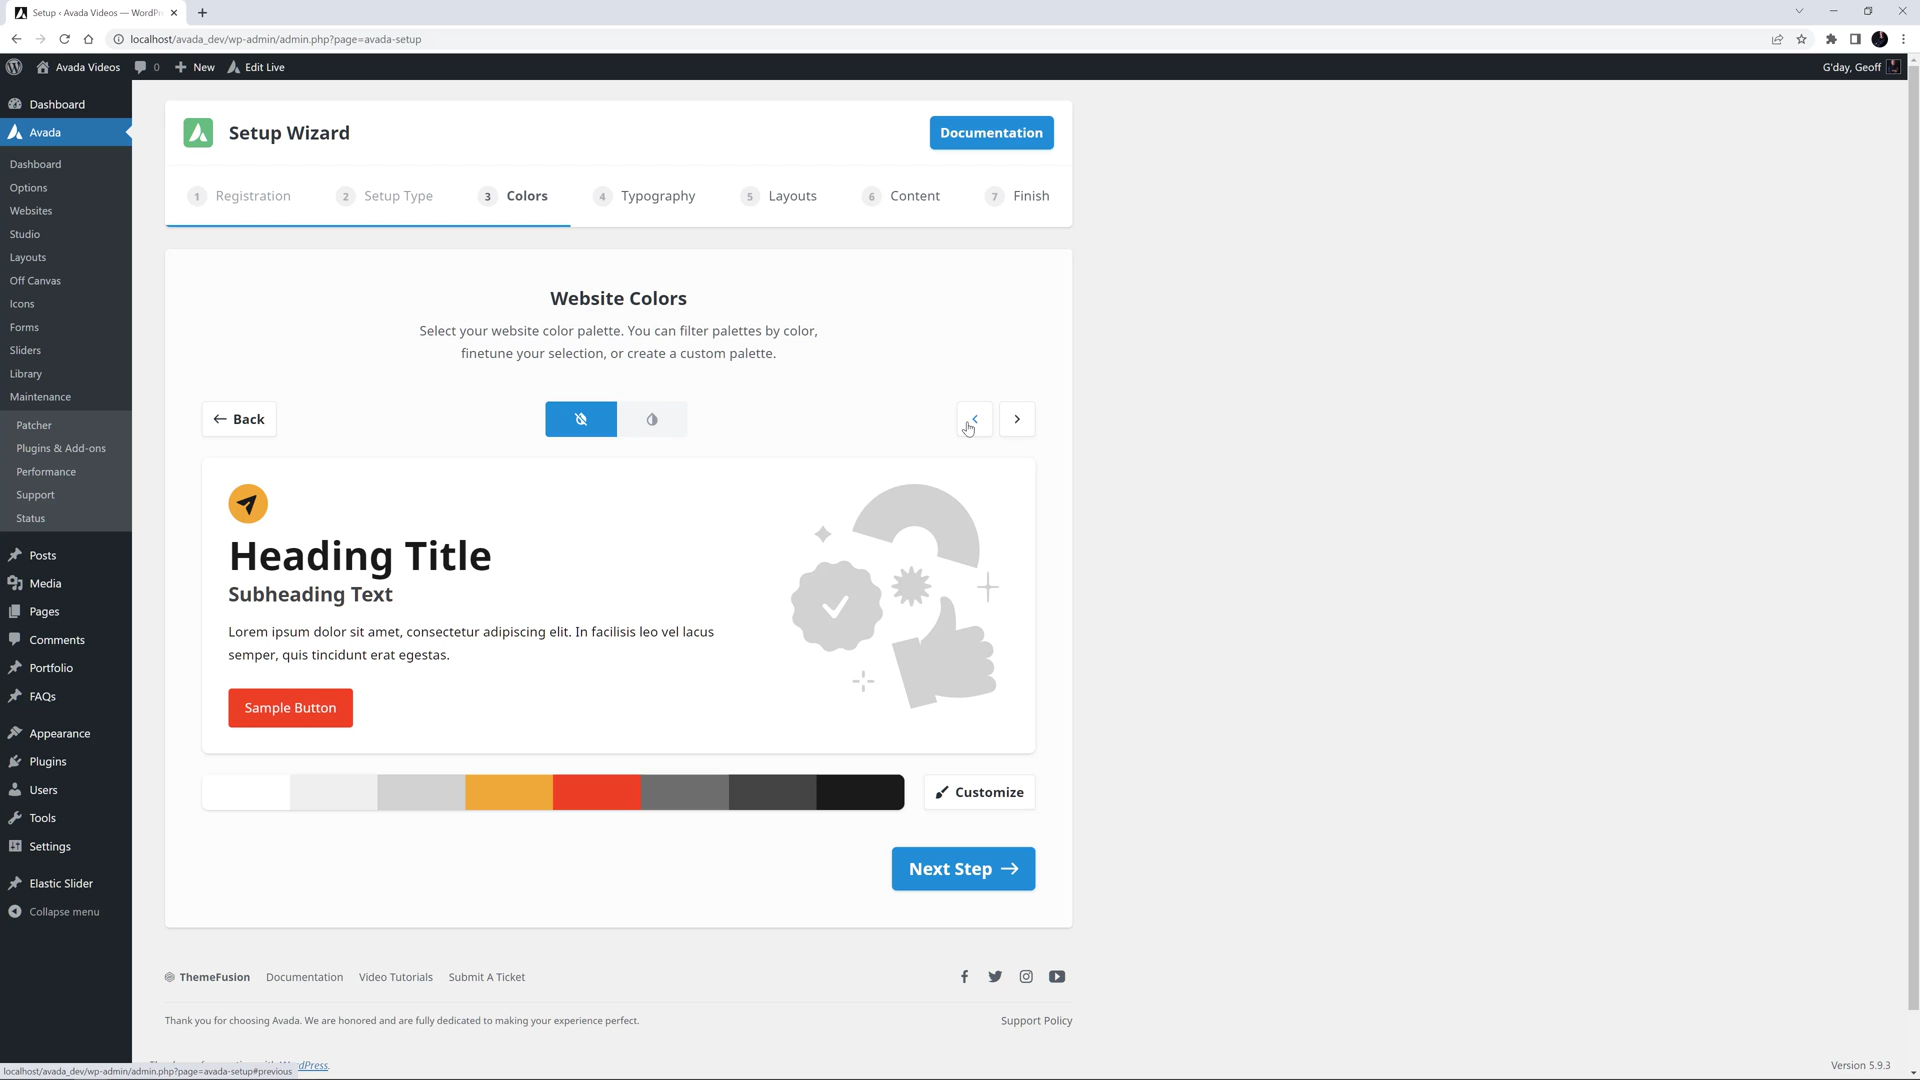 Setup ‹ Avada Videos — WordPr
localhost/avada_dev/wp-admin/admin.php?page=avada-setup
Avada Videos
0
New
Edit Live
G'day, Geoff
Dashboard
Avada
Dashboard
Options
Websites
Studio
Layouts
Off Canvas
Icons
Forms
Sliders
Library
Maintenance
Patcher
Plugins & Add-ons
Performance
Support
Status
Posts
Media
Pages
Comments
Portfolio
FAQs
Appearance
Plugins
Users
Tools
Settings
Elastic Slider
Collapse menu
Setup Wizard
Documentation
1 Registration
2 Setup Type
3 Colors
4 Typography
5 Layouts
6 Content
7 Finish
Website Colors
Select your website color palette. You can filter palettes by color,
finetune your selection, or create a custom palette.
Back
Heading Title
Subheading Text
Lorem ipsum dolor sit amet, consectetur adipiscing elit. In facilisis leo vel lacus
semper, quis tincidunt erat egestas.
Sample Button
Customize
Next Step
ThemeFusion
Documentation
Video Tutorials
Submit A Ticket
Thank you for choosing Avada. We are honored and are fully dedicated to making your experience perfect.
Support Policy
dPress.
Version 5.9.3
localhost/avada_dev/wp-admin/admin.php?page=avada-setup#previous